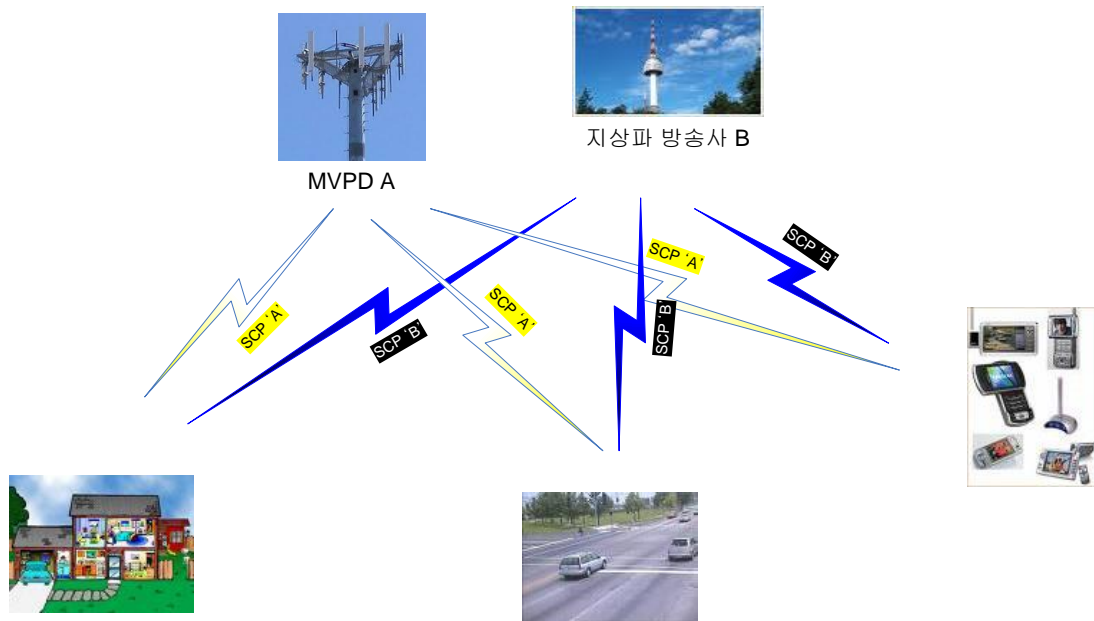 지상파 방송사 B
MVPD A
SCP ‘A’
SCP ‘B’
SCP ‘A’
SCP ‘A’
SCP ‘B’
SCP ‘B’